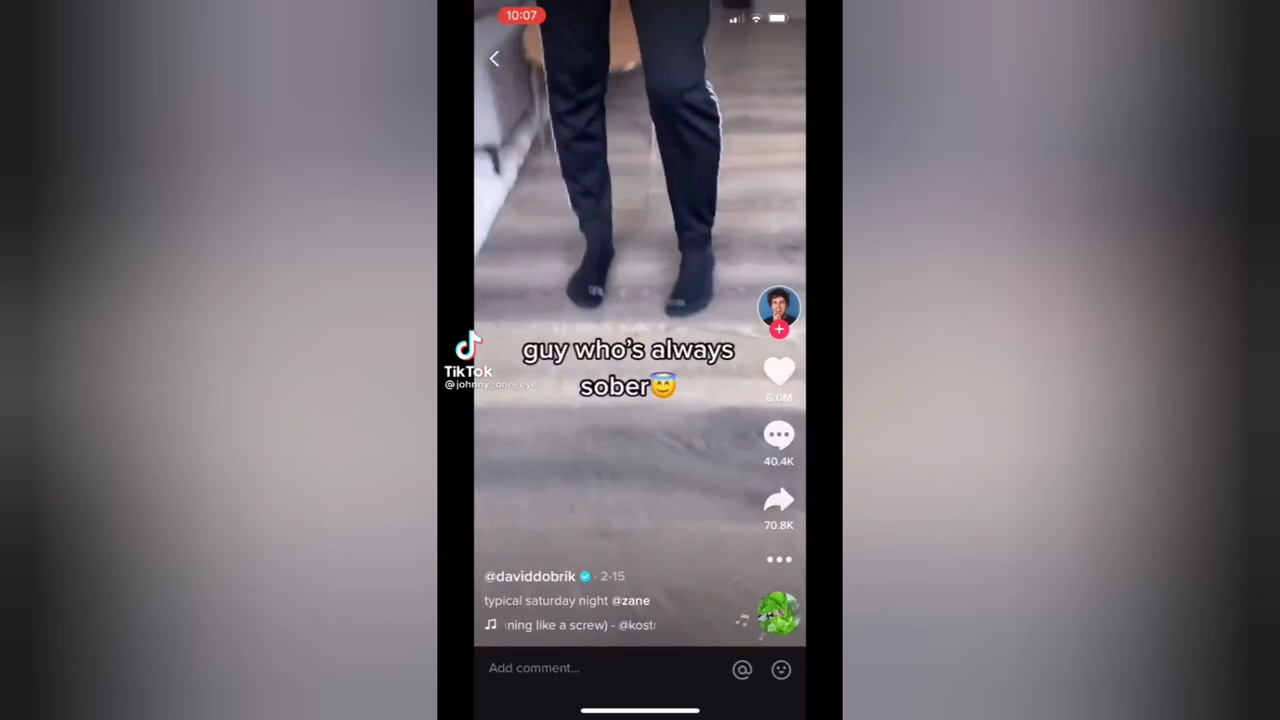 10:07
guy who's always
sober😇
TikTok
@johnny_one_eye
6.0M
40.4K
70.8K
@daviddobrik · 2-15
typical saturday night @zane
ning like a screw) - @kost
Add comment...